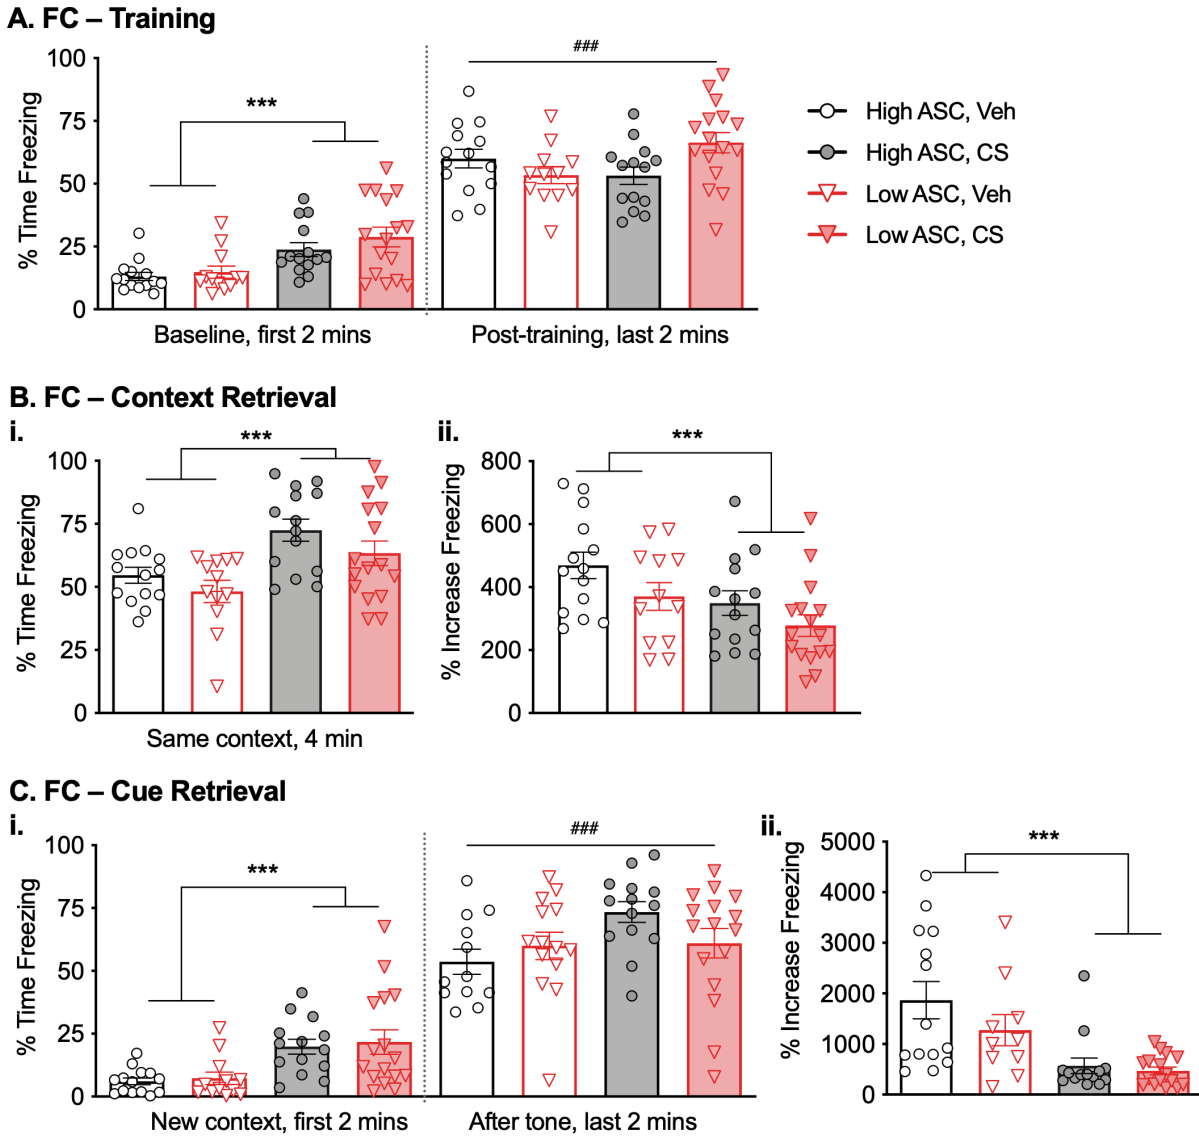 A. FC – Training
###
***
100
75
50
25
0
% Time Freezing
Baseline, first 2 mins
Post-training, last 2 mins
High ASC, Veh
High ASC, CS
Low ASC, Veh
Low ASC, CS
B. FC – Context Retrieval
i.
***
100
75
50
25
0
% Time Freezing
Same context, 4 min
ii.
***
800
600
400
200
0
% Increase Freezing
C. FC – Cue Retrieval
i.
***
###
100
75
50
25
0
% Time Freezing
New context, first 2 mins
After tone, last 2 mins
ii.
***
5000
4000
3000
2000
1000
0
% Increase Freezing